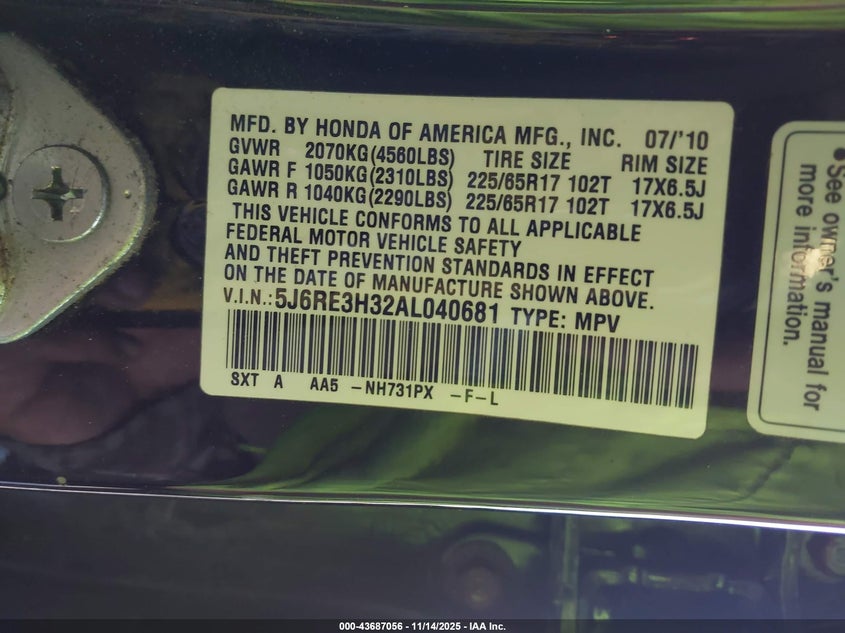 MFD. BY HONDA OF AMERICA MFG., INC. 07/'10
GVWR 2070KG(4560LBS) TIRE SIZE RIM SIZE
GAWR F 1050KG(2310LBS) 225/65R17 102T 17X6.5J
GAWR R 1040KG(2290LBS) 225/65R17 102T 17X6.5J
THIS VEHICLE CONFORMS TO ALL APPLICABLE
FEDERAL MOTOR VEHICLE SAFETY
AND THEFT PREVENTION STANDARDS IN EFFECT
ON THE DATE OF MANUFACTURE SHOWN ABOVE.
V.I.N.: 5J6RE3H32AL040681 TYPE: MPV
SXT A AA5 -NH731PX -F-L
• See owner's manual for
more information.
000-43687056 - 11/14/2025 - IAA Inc.